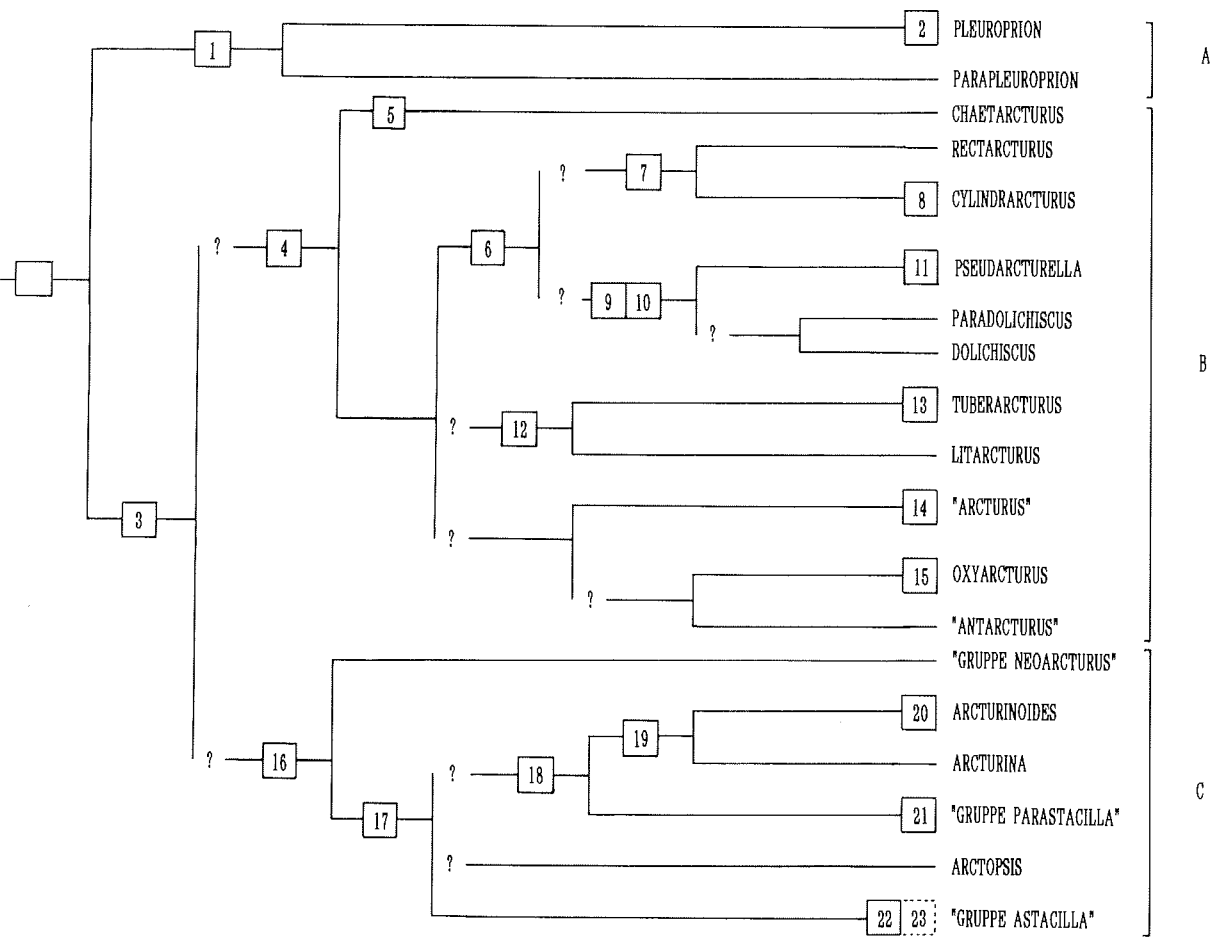 2 PLEUROPRION
1
A
PARAPLEUROPRION
5 CHAETARCTURUS
RECTARCTURUS
? 7
8 CYLINDRARCTURUS
? 4
6
11 PSEUDARCTURELLA
? 9 10
PARADOLICHISCUS
?
DOLICHISCUS
B
13 TUBERARCTURUS
? 12
LITARCTURUS
14 "ARCTURUS"
3
?
15 OXYARCTURUS
?
"ANTARCTURUS"
"GRUPPE NEOARCTURUS"
20 ARCTURINOIDES
19
? 16
ARCTURINA
? 18
C
17
21 "GRUPPE PARASTACILLA"
? ARCTOPSIS
22 23 "GRUPPE ASTACILLA"